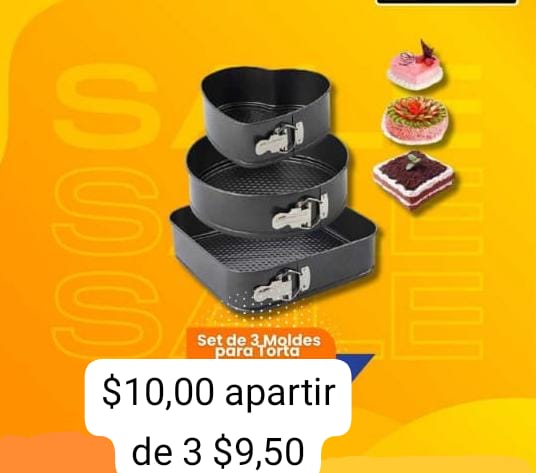 SALE
SALE
SALE
Set de 3 Moldes
para Torta
$10,00 apartir
de 3 $9,50